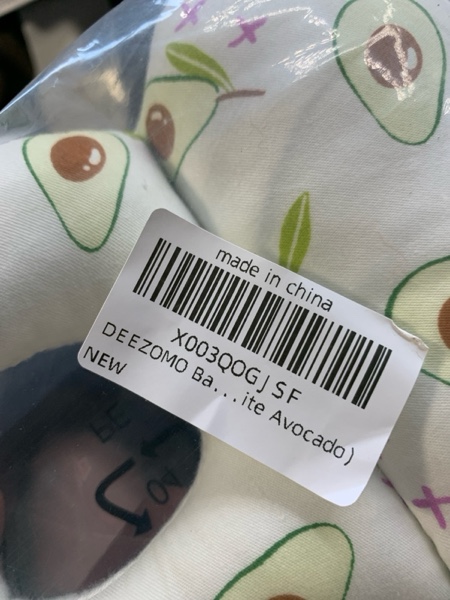 made in china
X003QOGJSF
DEEZOMO Ba...ite Avocado)
NEW